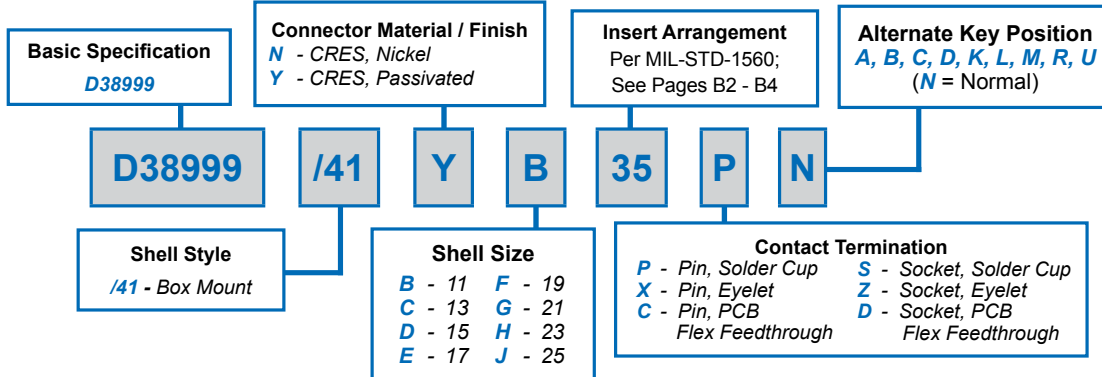 Basic Specification
D38999
Connector Material / Finish
N - CRES, Nickel
Y - CRES, Passivated
Insert Arrangement
Per MIL-STD-1560;
See Pages B2 - B4
Alternate Key Position
A, B, C, D, K, L, M, R, U
(N = Normal)
D38999 /41 Y B 35 P N
Shell Style
/41 - Box Mount
Shell Size
B - 11 F - 19
C - 13 G - 21
D - 15 H - 23
E - 17 J - 25
Contact Termination
P - Pin, Solder Cup S - Socket, Solder Cup
X - Pin, Eyelet Z - Socket, Eyelet
C - Pin, PCB D - Socket, PCB
Flex Feedthrough Flex Feedthrough